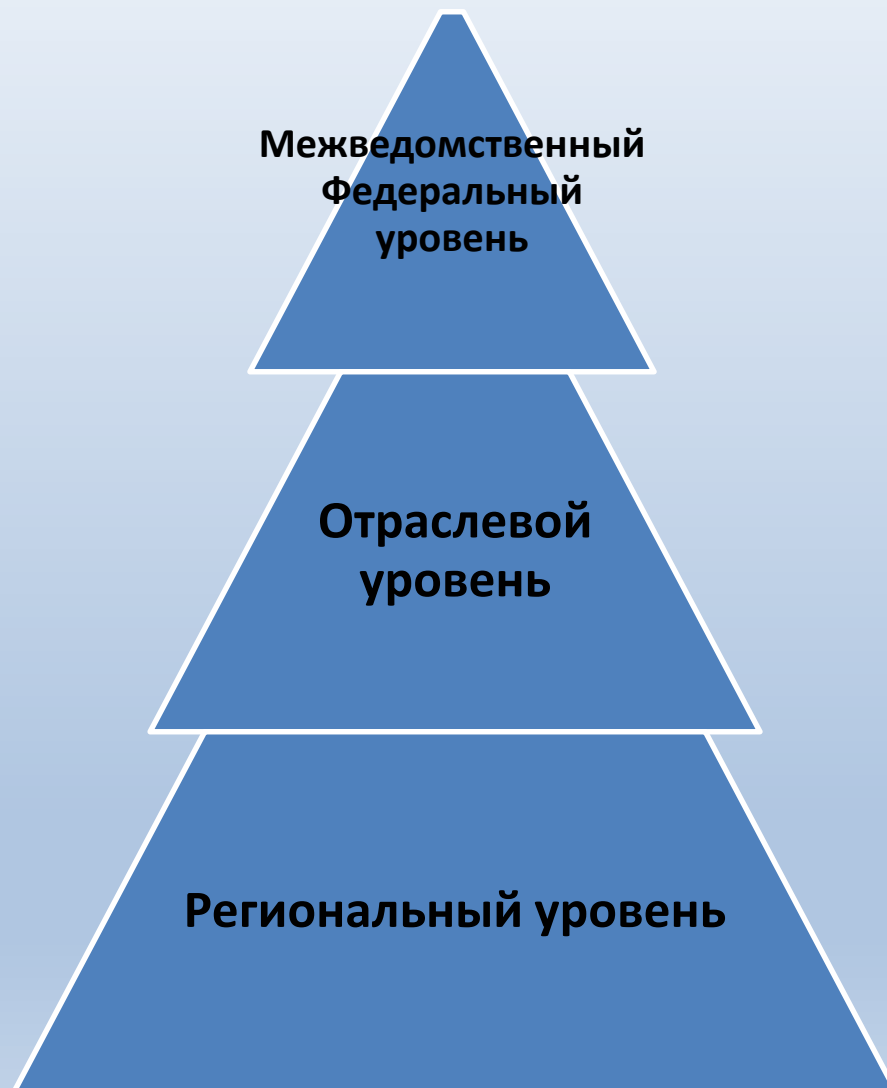 Межведомственный
Федеральный
уровень
Отраслевой
уровень
Региональный уровень